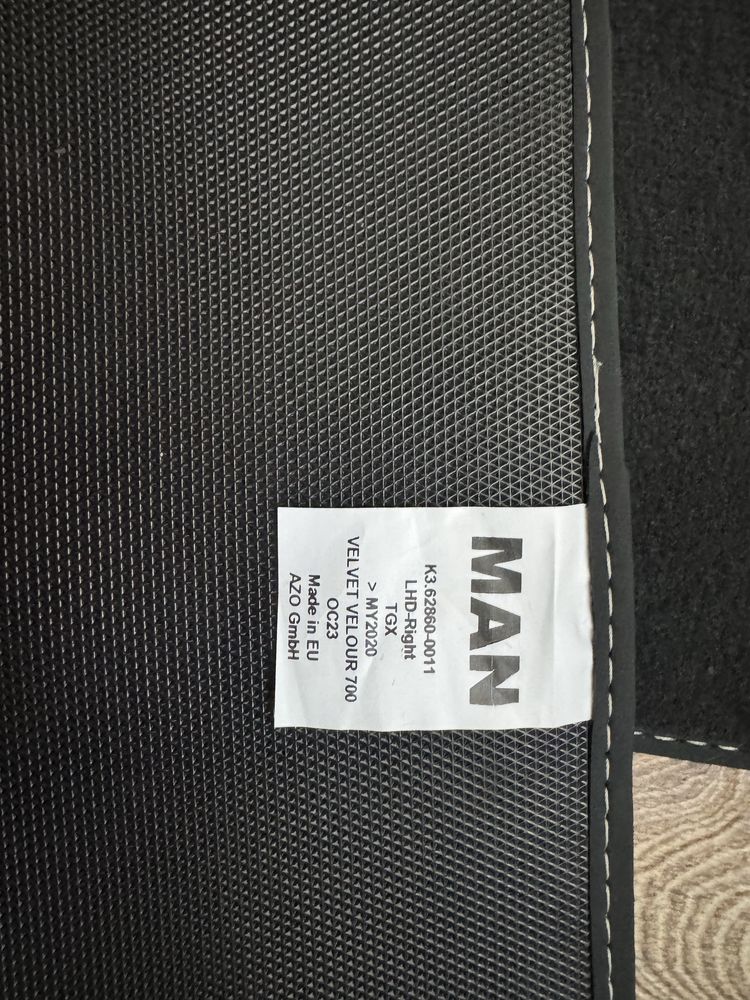 MAN
K3.62860-0011
LHD-Right
TGX
> MY2020
VELVET VELOUR 700
OC23
Made in EU
AZO GmbH